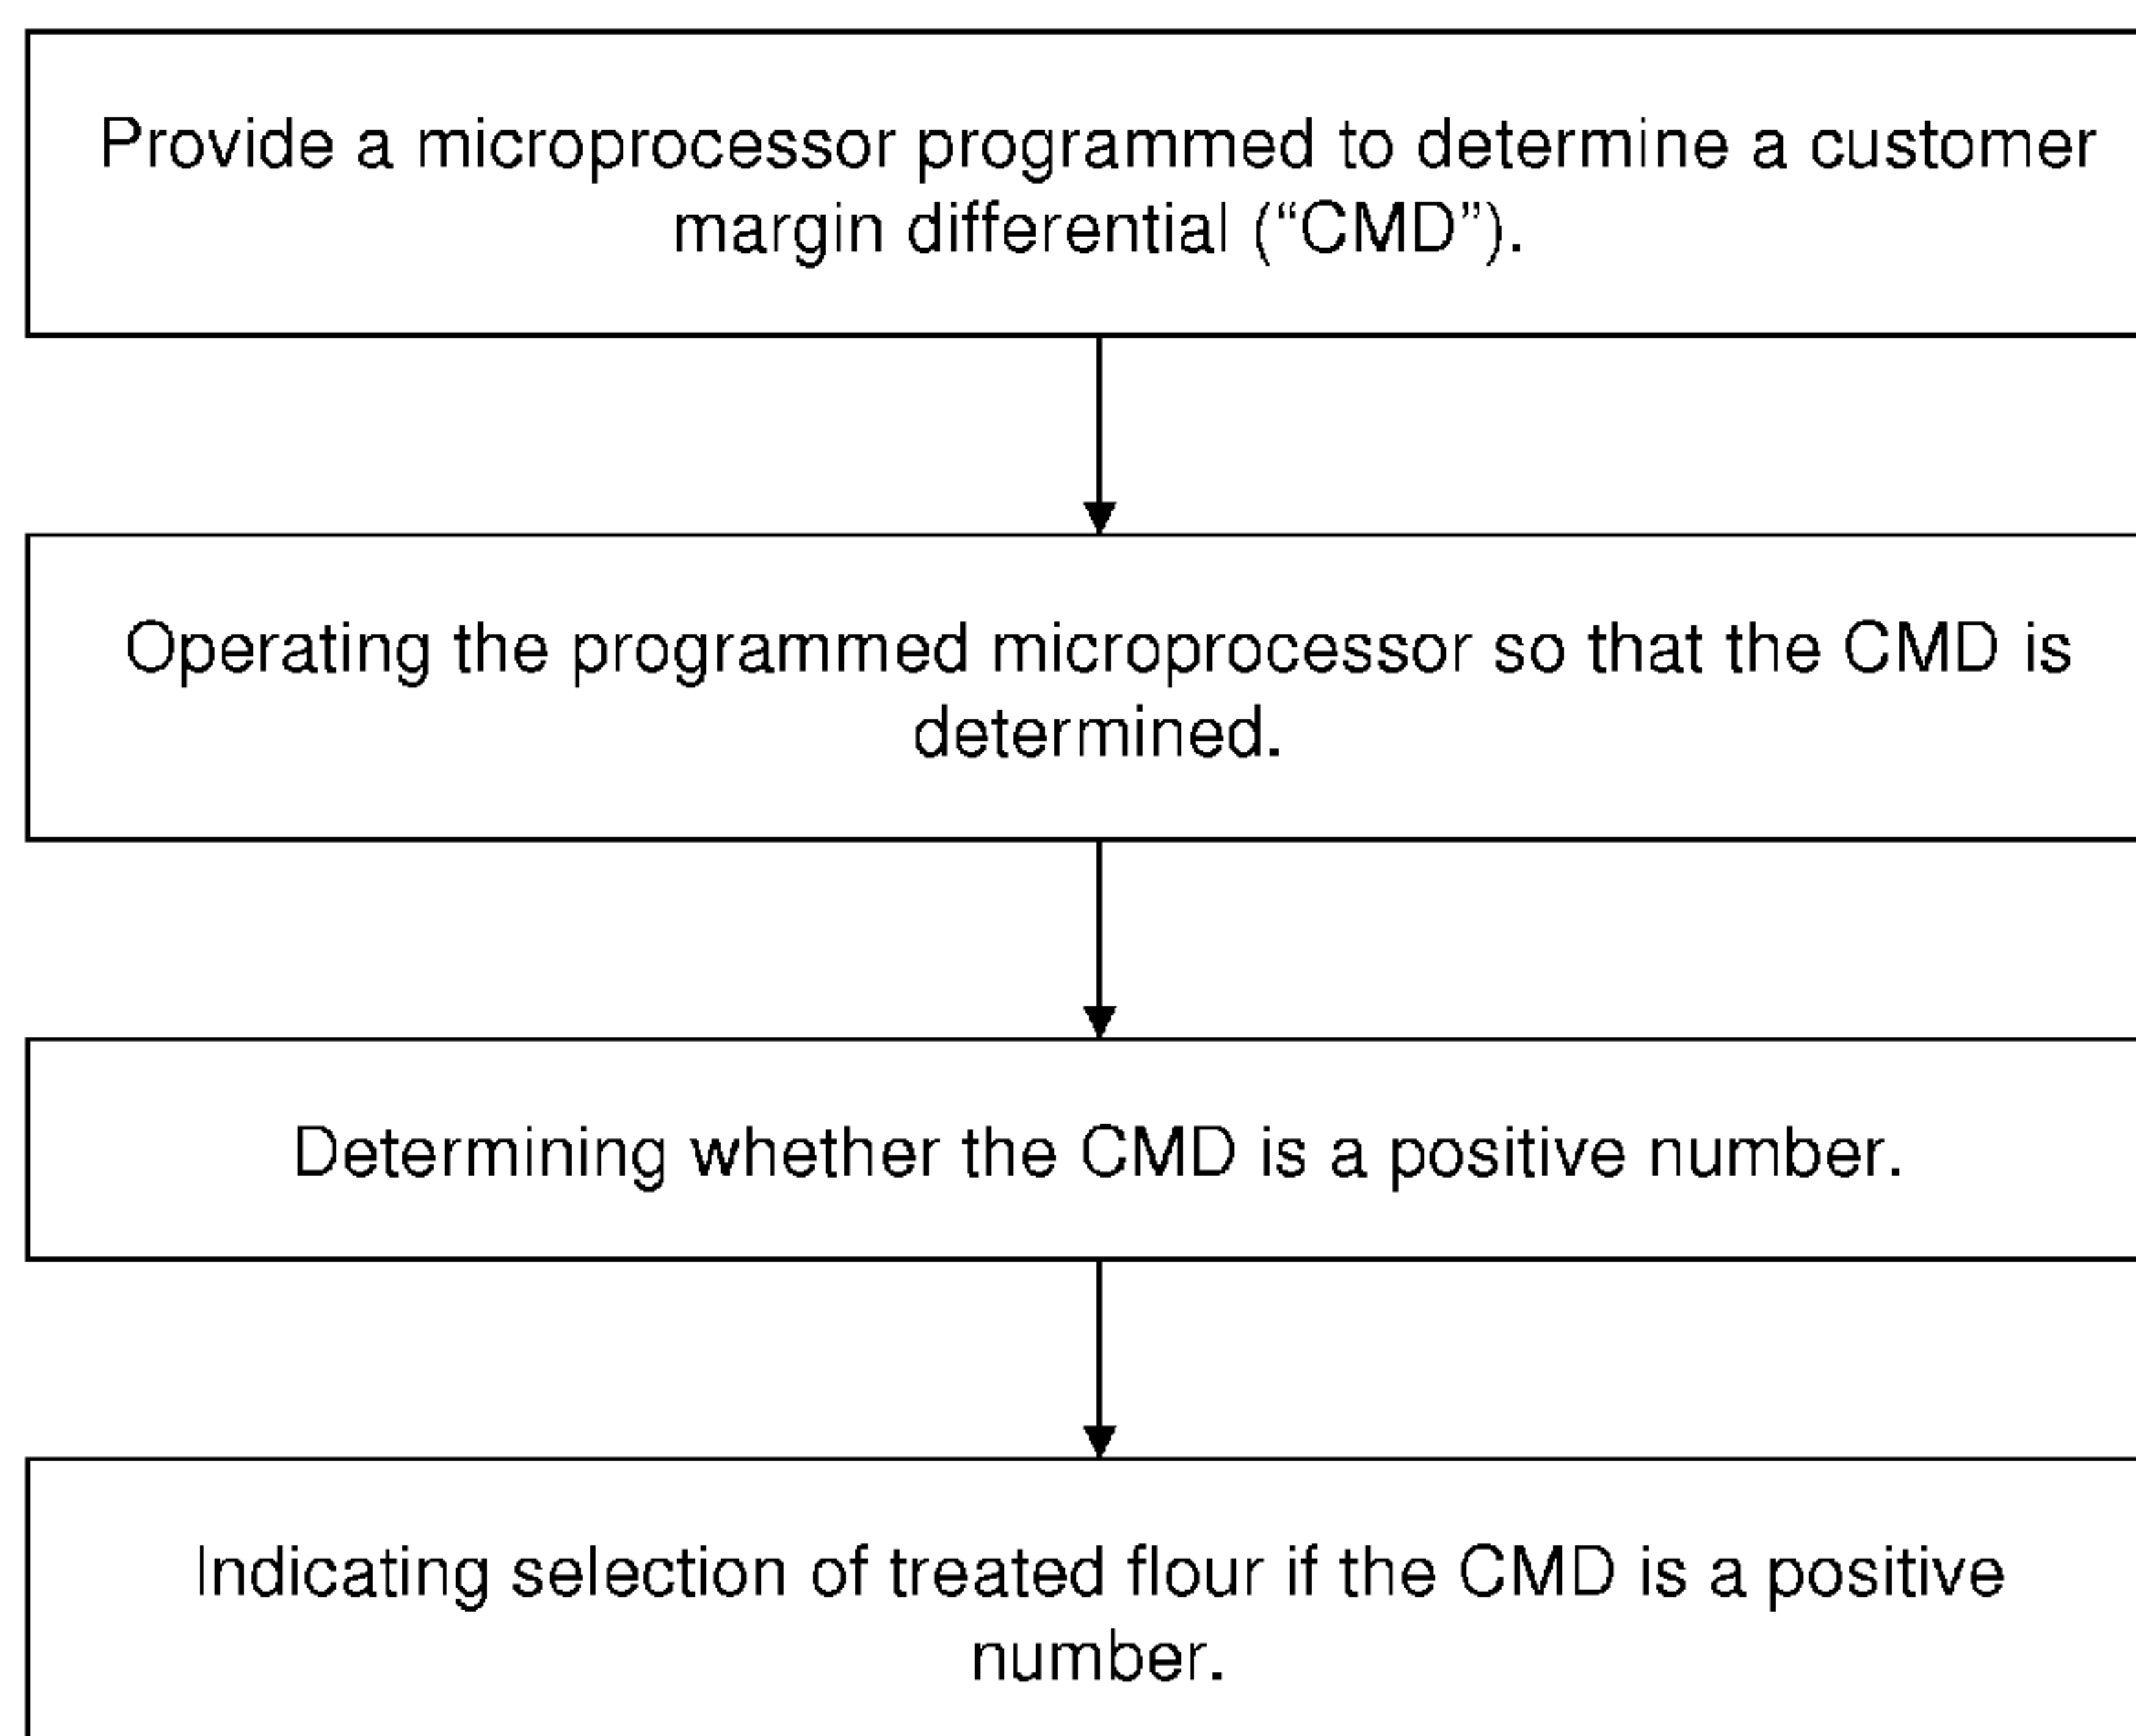 Provide a microprocessor programmed to determine a customer
margin differential (“CMD”).
Operating the programmed microprocessor so that the CMD is
determined.
Determining whether the CMD is a positive number.
Indicating selection of treated flour if the CMD is a positive
number.